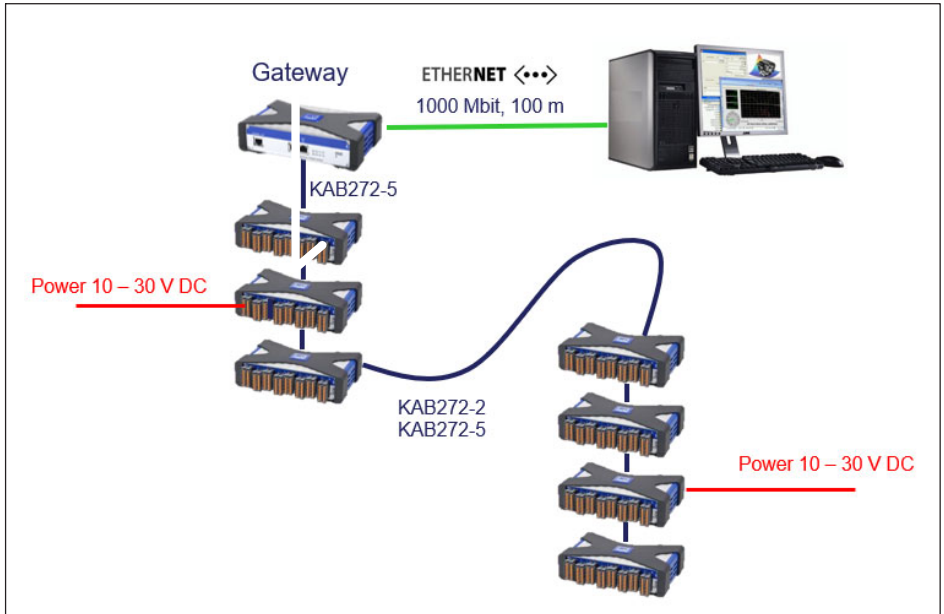 Gateway
ETHERNET <•••>
1000 Mbit, 100 m
KAB272-5
Power 10 – 30 V DC
KAB272-2
KAB272-5
Power 10 – 30 V DC